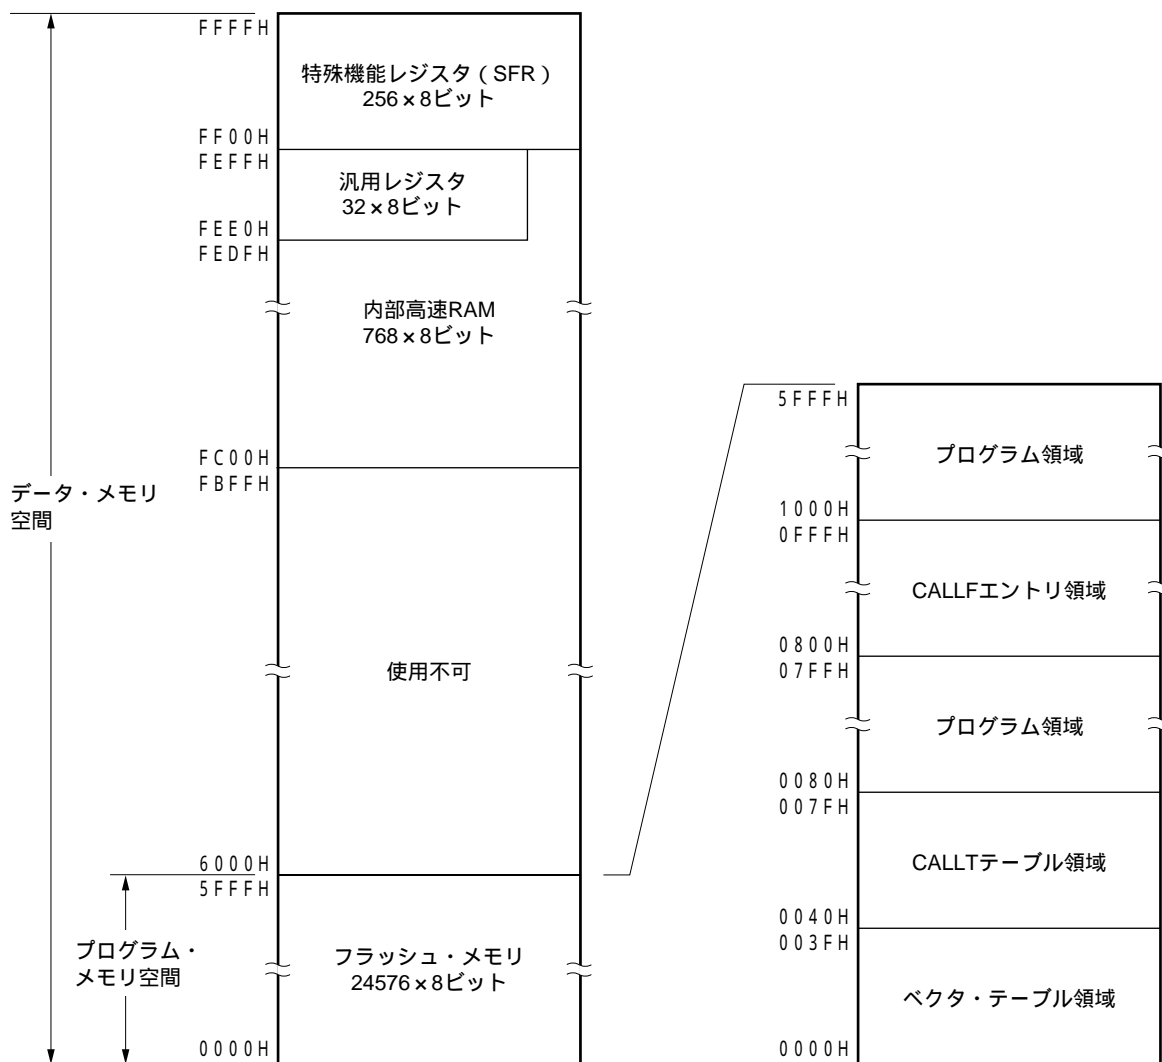 FFFFH
特殊機能レジスタ（SFR）
256×8ビット
FF00H
FEFFH
汎用レジスタ
32×8ビット
FEE0H
FEDFH
内部高速RAM
768×8ビット
FC00H
FBFFH
データ・メモリ
空間
使用不可
6000H
5FFFH
プログラム・
メモリ空間
フラッシュ・メモリ
24576×8ビット
0000H
5FFFH
プログラム領域
1000H
0FFFH
CALLFエントリ領域
0800H
07FFH
プログラム領域
0080H
007FH
CALLTテーブル領域
0040H
003FH
ベクタ・テーブル領域
0000H